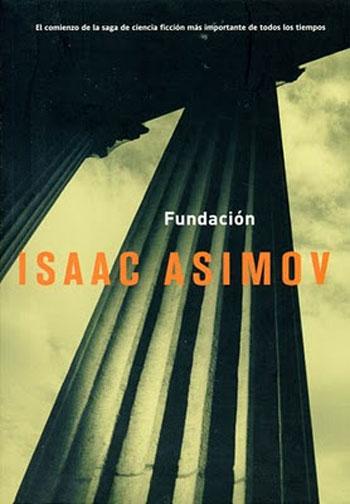 El comienzo de la saga de ciencia ficción más importante de todos los tiempos
Fundación
ISAAC ASIMOV